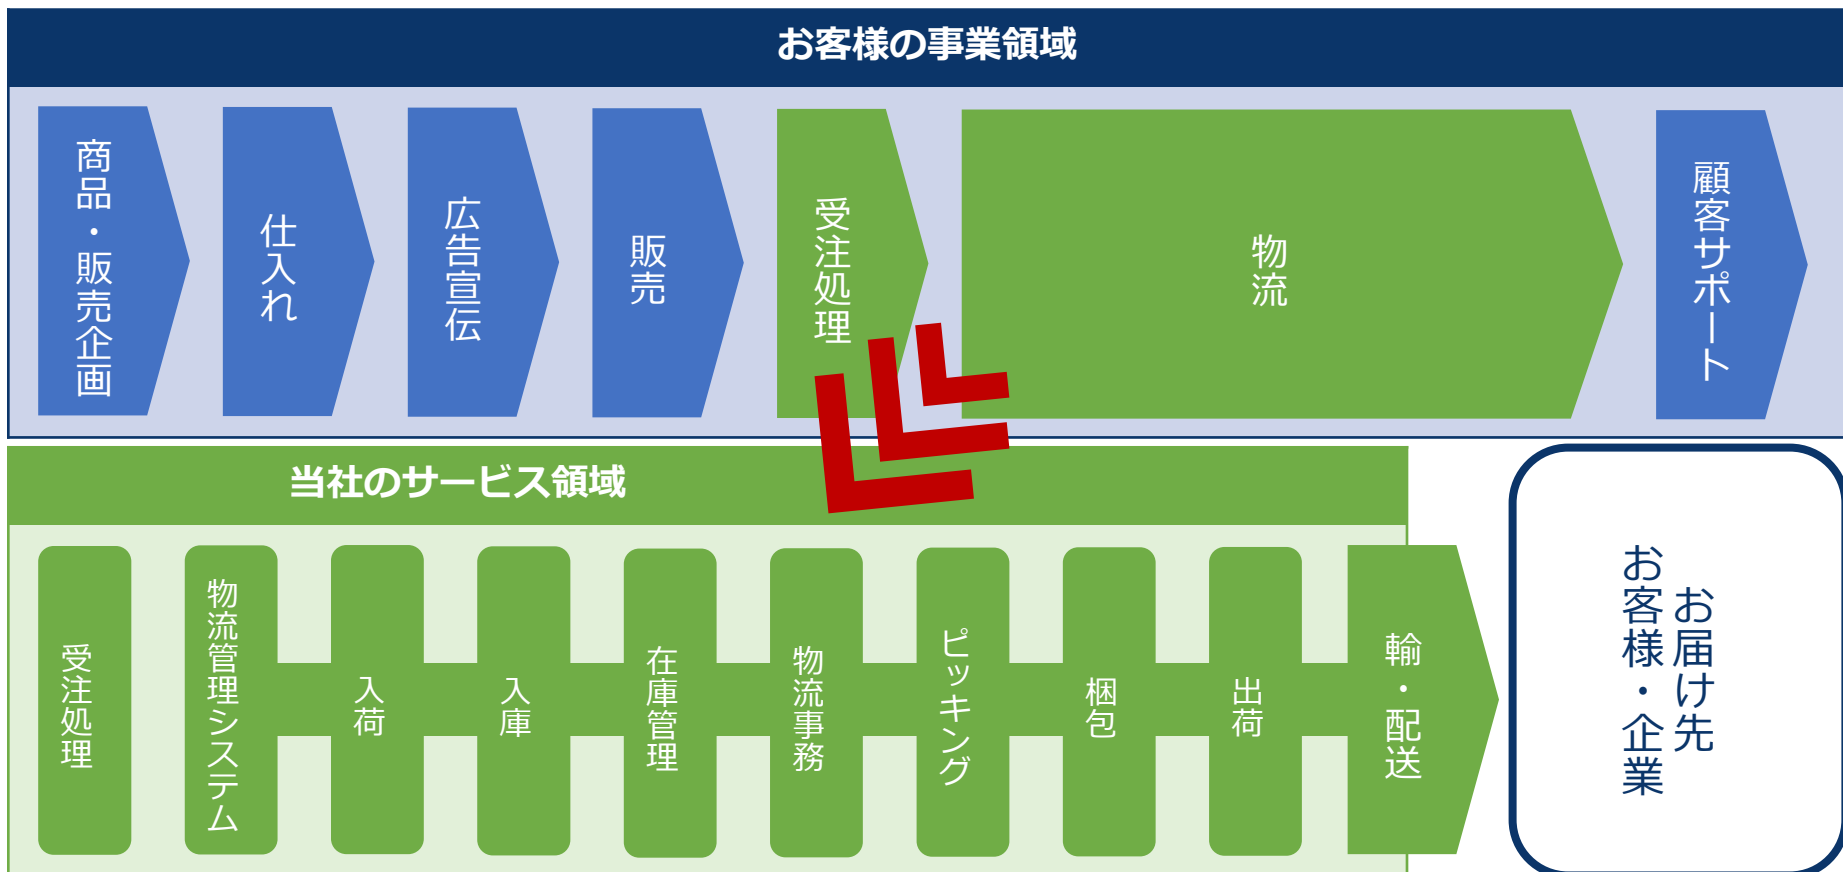 お客様の事業領域
商品・販売企画
仕入れ
広告宣伝
販売
受注処理
物流
顧客サポート
当社のサービス領域
受注処理
物流管理システム
入荷
入庫
在庫管理
物流事務
ピッキング
梱包
出荷
輸・配送
お届け先
お客様・企業